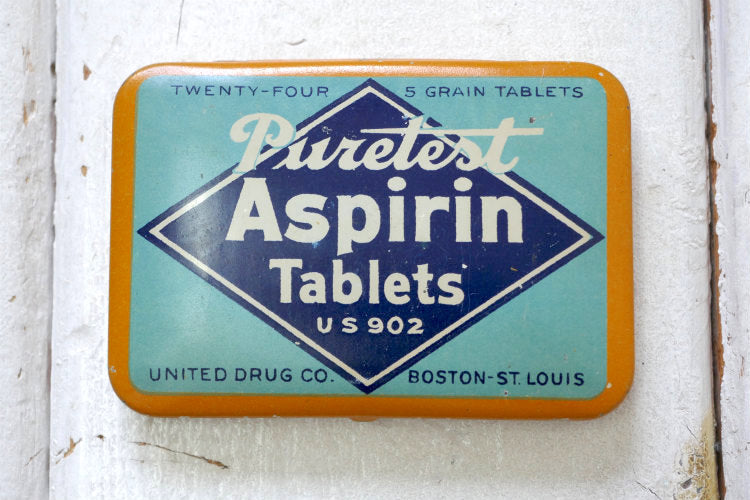 TWENTY-FOUR 5 GRAIN TABLETS
Puretest
Aspirin
Tablets
US 902
UNITED DRUG CO. BOSTON-ST. LOUIS